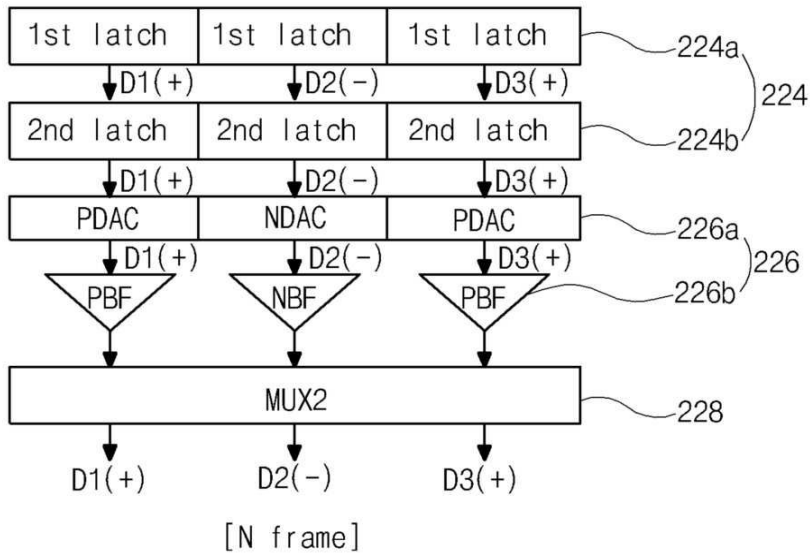 1st latch 1st latch 1st latch 224a
D1(+) D2(-) D3(+) 224
2nd latch 2nd latch 2nd latch 224b
D1(+) D2(-) D3(+)
PDAC NDAC PDAC 226a
D1(+) D2(-) D3(+) 226
PBF NBF PBF 226b
MUX2 228
D1(+) D2(-) D3(+)
[N frame]